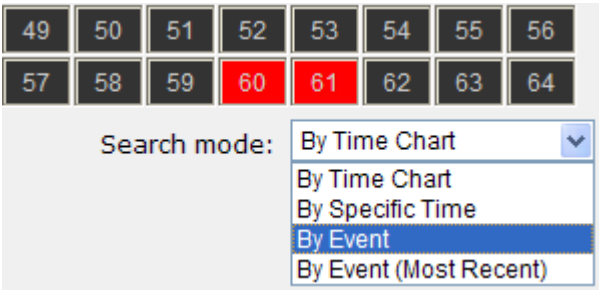 49 50 51 52 53 54 55 56
57 58 59 60 61 62 63 64
Search mode: By Time Chart
By Time Chart
By Specific Time
By Event
By Event (Most Recent)